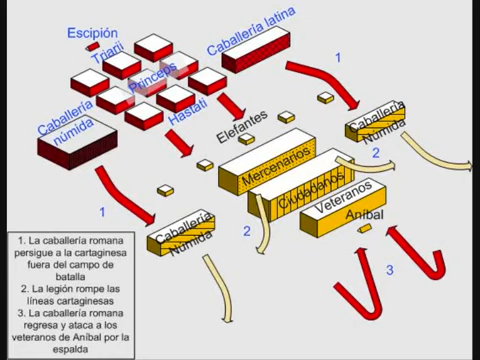 Escipión
Triarii
Princeps
Hastati
Caballería latina
1
Caballería
númida
Elefantes
Caballería
Númida
Mercenarios
2
Ciudadanos
Veteranos
Aníbal
1
Caballería
Númida
2
3
1. La caballería romana
persigue a la cartaginesa
fuera del campo de
batalla
2. La legión rompe las
líneas cartaginesas
3. La caballería romana
regresa y ataca a los
veteranos de Aníbal por la
espalda